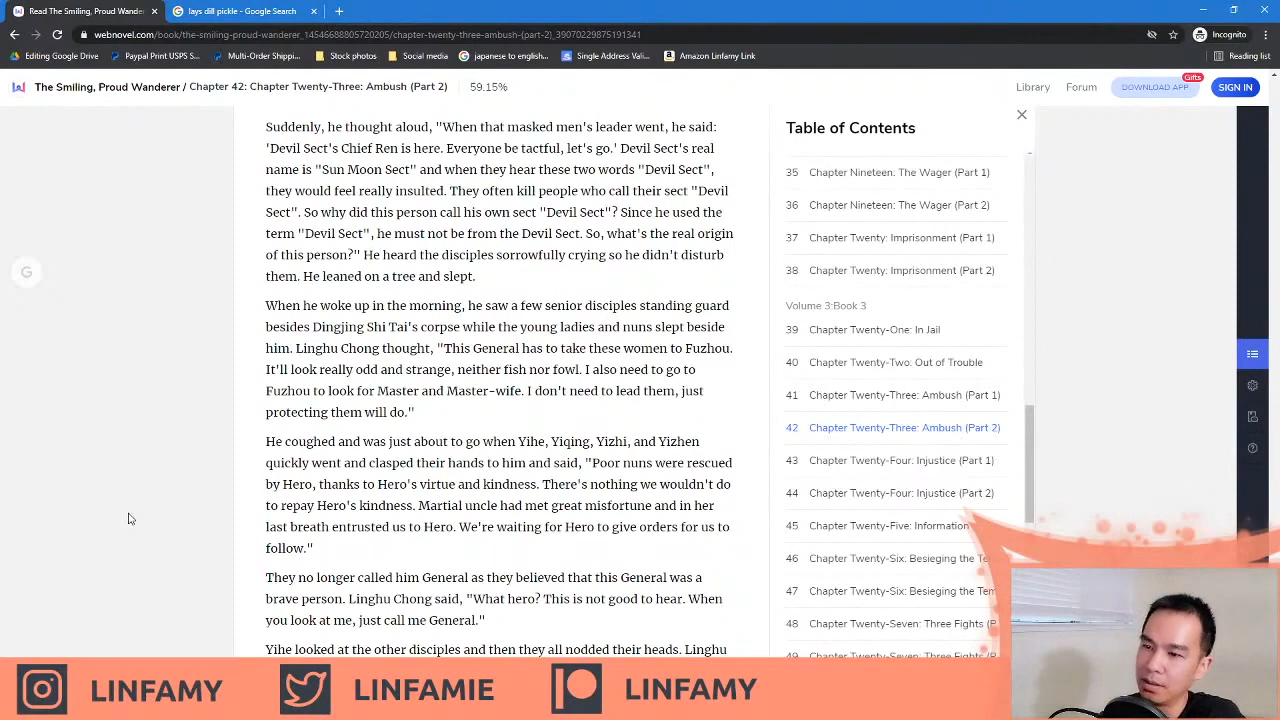 Read The Smiling, Proud Wander
lays dill pickle - Google Search
webnovel.com/book/the-smiling-proud-wanderer_14546688805720205/chapter-twenty-three-ambush-(part-2)_39070229875191341
Incognito
Editing Google Drive
Paypal Print USPS S...
Multi-Order Shippi...
Stock photos
Social media
japanese to english...
Single Address Vali...
Amazon Linfamy Link
Reading list
The Smiling, Proud Wanderer / Chapter 42: Chapter Twenty-Three: Ambush (Part 2)
59.15%
Library
Forum
DOWNLOAD APP
Gifts
SIGN IN
Suddenly, he thought aloud, "When that masked men's leader went, he said:
'Devil Sect's Chief Ren is here. Everyone be tactful, let's go.' Devil Sect's real
name is "Sun Moon Sect" and when they hear these two words "Devil Sect",
they would feel really insulted. They often kill people who call their sect "Devil
Sect". So why did this person call his own sect "Devil Sect"? Since he used the
term "Devil Sect", he must not be from the Devil Sect. So, what's the real origin
of this person?" He heard the disciples sorrowfully crying so he didn't disturb
them. He leaned on a tree and slept.
When he woke up in the morning, he saw a few senior disciples standing guard
besides Dingjing Shi Tai's corpse while the young ladies and nuns slept beside
him. Linghu Chong thought, "This General has to take these women to Fuzhou.
It'll look really odd and strange, neither fish nor fowl. I also need to go to
Fuzhou to look for Master and Master-wife. I don't need to lead them, just
protecting them will do."
He coughed and was just about to go when Yihe, Yiqing, Yizhi, and Yizhen
quickly went and clasped their hands to him and said, "Poor nuns were rescued
by Hero, thanks to Hero's virtue and kindness. There's nothing we wouldn't do
to repay Hero's kindness. Martial uncle had met great misfortune and in her
last breath entrusted us to Hero. We're waiting for Hero to give orders for us to
follow."
They no longer called him General as they believed that this General was a
brave person. Linghu Chong said, "What hero? This is not good to hear. When
you look at me, just call me General."
Yihe looked at the other disciples and then they all nodded their heads. Linghu
Table of Contents
35 Chapter Nineteen: The Wager (Part 1)
36 Chapter Nineteen: The Wager (Part 2)
37 Chapter Twenty: Imprisonment (Part 1)
38 Chapter Twenty: Imprisonment (Part 2)
Volume 3:Book 3
39 Chapter Twenty-One: In Jail
40 Chapter Twenty-Two: Out of Trouble
41 Chapter Twenty-Three: Ambush (Part 1)
42 Chapter Twenty-Three: Ambush (Part 2)
43 Chapter Twenty-Four: Injustice (Part 1)
44 Chapter Twenty-Four: Injustice (Part 2)
45 Chapter Twenty-Five: Information
46 Chapter Twenty-Six: Besieging the Te
47 Chapter Twenty-Six: Besieging the Tem
48 Chapter Twenty-Seven: Three Fights (P
49 Chapter Twenty-Seven: Three Fights (P
G
LINFAMY
LINFAMIE
LINFAMY